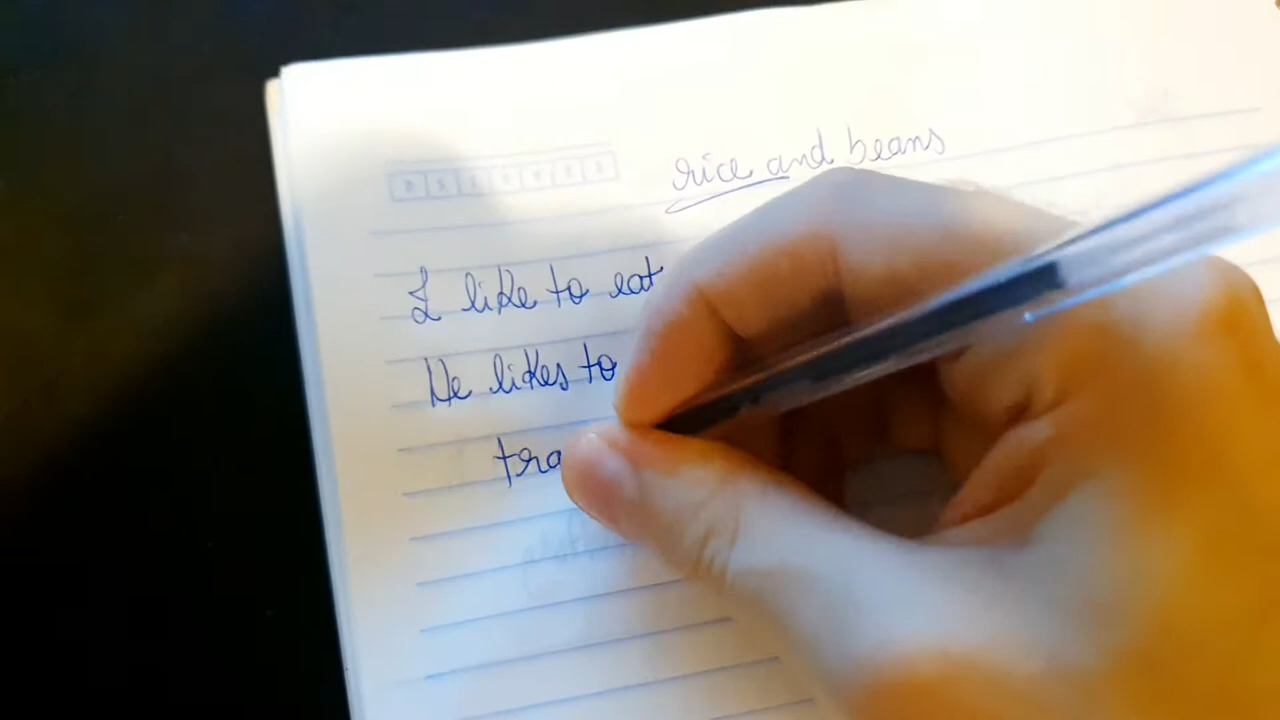 D S T Q Q S S
rice and beans
I like to eat
He likes to
tra